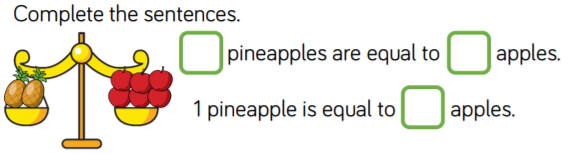 Complete the sentences.
pineapples are equal to apples.
1 pineapple is equal to apples.